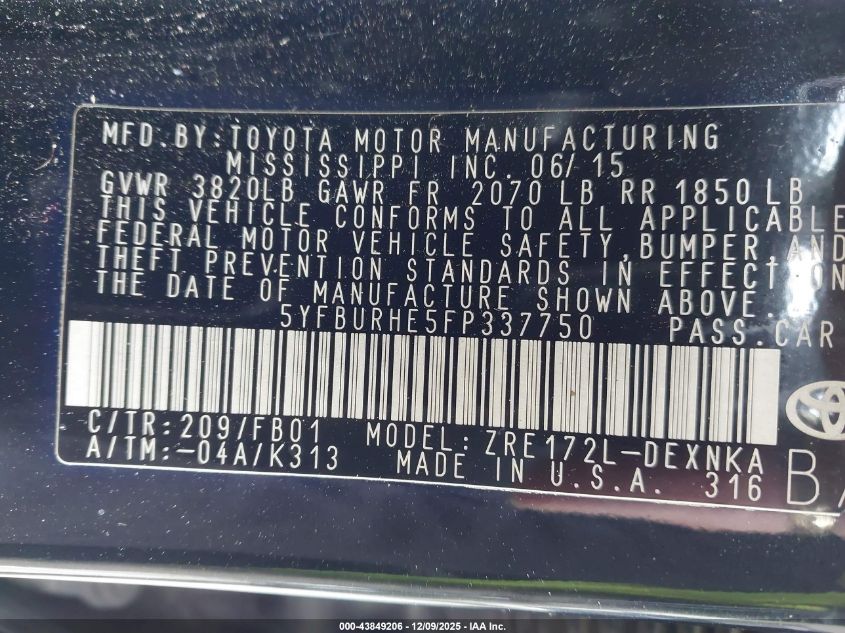 MFD.BY:TOYOTA MOTOR MANUFACTURING
MISSISSIPPI INC. 06/15
GVWR 3820LB GAWR FR 2070 LB RR 1850 LB
THIS VEHICLE CONFORMS TO ALL APPLICABLE
FEDERAL MOTOR VEHICLE SAFETY,BUMPER,AND
THEFT PREVENTION STANDARDS IN EFFECT ON
THE DATE OF MANUFACTURE SHOWN ABOVE.
5YFBURHE5FP337750 PASS.CAR
C/TR:209/FB01 MODEL:ZRE172L-DEXNKA
A/TM:-04A/K313 MADE IN U.S.A. 316 B
000-43849206 - 12/09/2025 - IAA Inc.